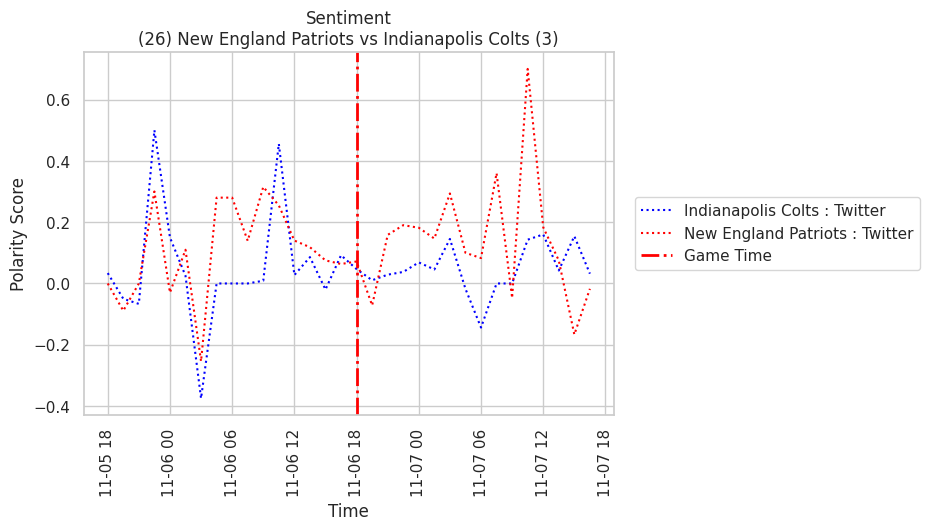 Sentiment
(26) New England Patriots vs Indianapolis Colts (3)
Polarity Score
0.6
0.4
0.2
0.0
−0.2
−0.4
11-05 18
11-06 00
11-06 06
11-06 12
11-06 18
11-07 00
11-07 06
11-07 12
11-07 18
Time
Indianapolis Colts : Twitter
New England Patriots : Twitter
Game Time